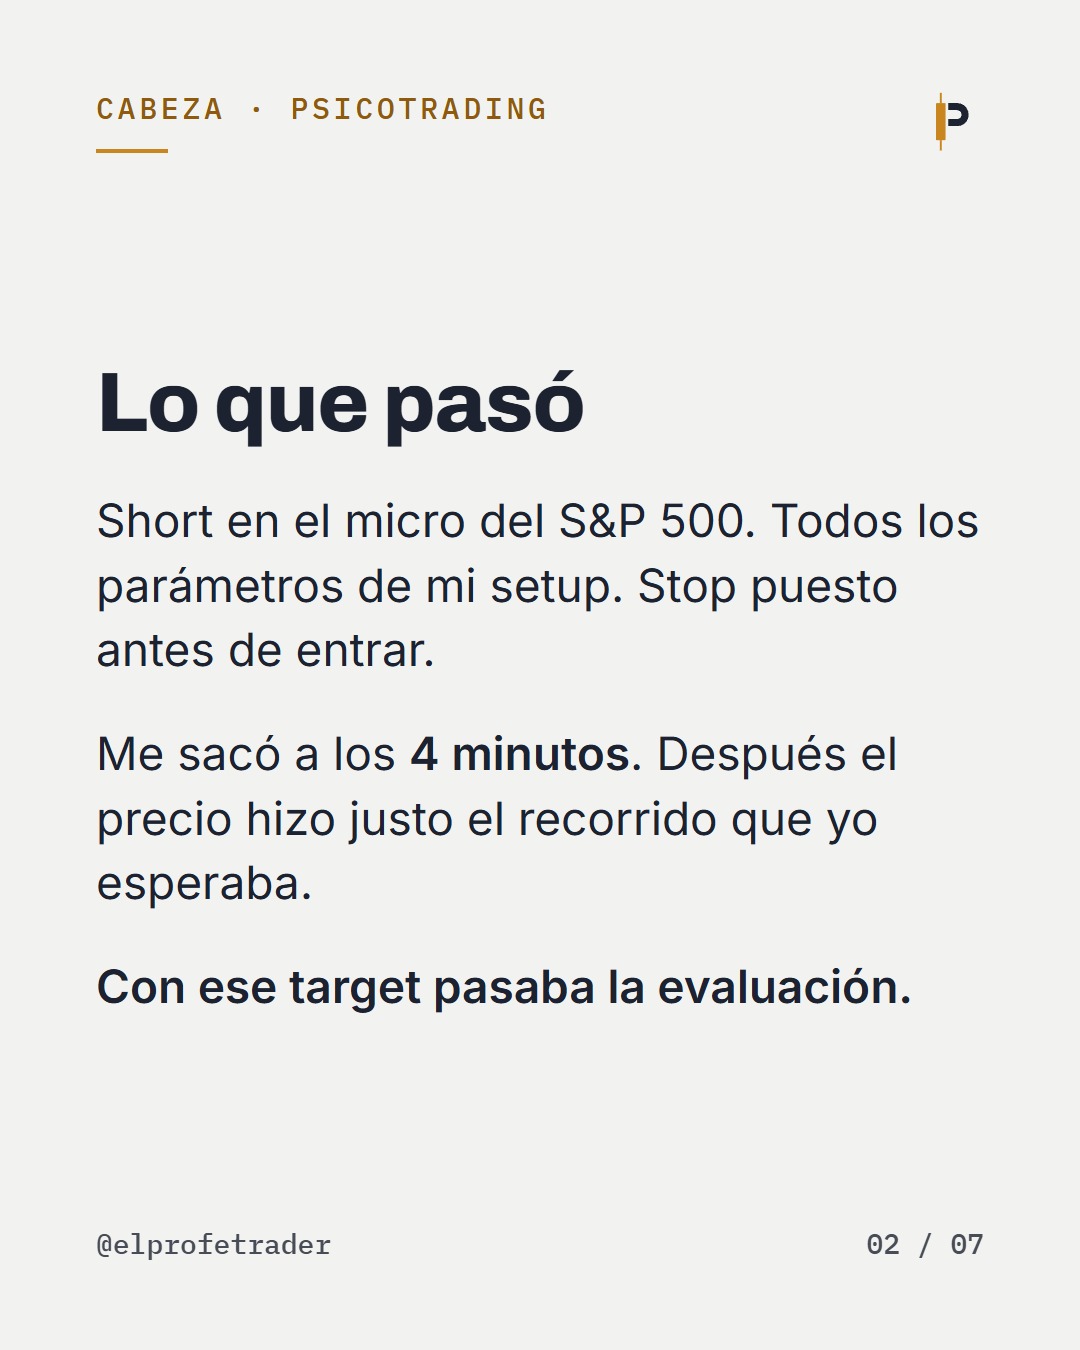 CABEZA · PSICOTRADING
Lo que pasó
Short en el micro del S&P 500. Todos los
parámetros de mi setup. Stop puesto
antes de entrar.
Me sacó a los 4 minutos. Después el
precio hizo justo el recorrido que yo
esperaba.
Con ese target pasaba la evaluación.
@elprofetrader
02 / 07